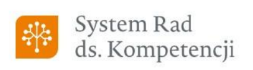 System Rad
ds. Kompetencji